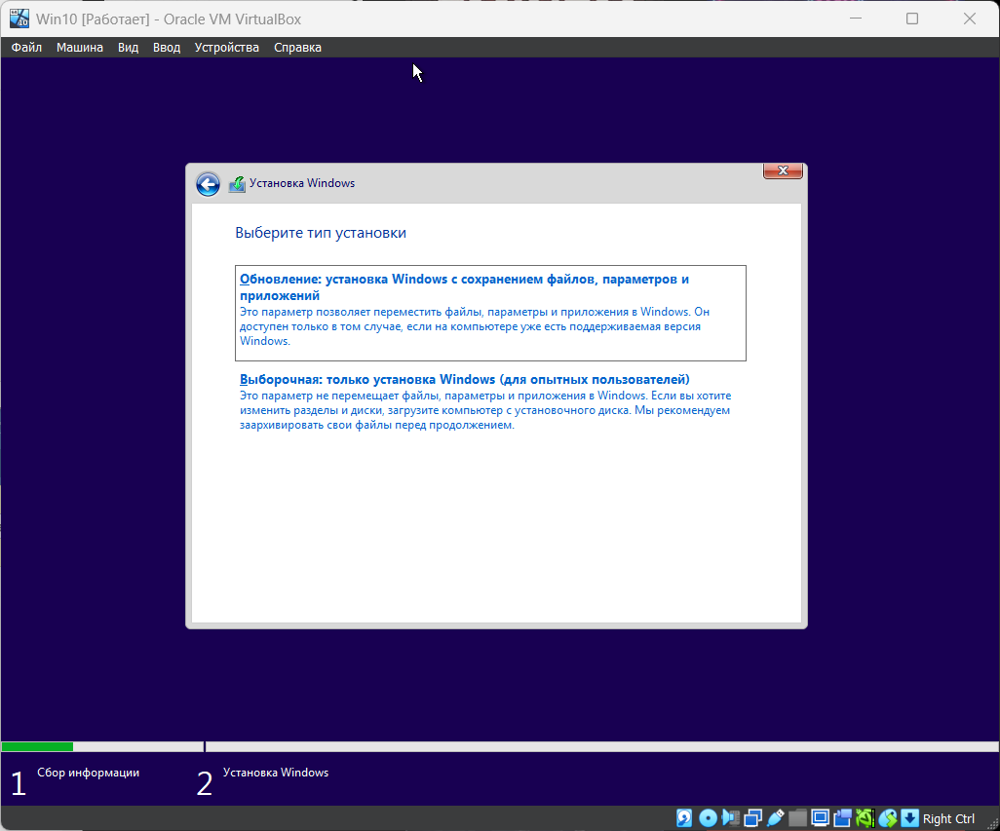 Win10 [Работает] - Oracle VM VirtualBox
Файл Машина Вид Ввод Устройства Справка
Установка Windows
Выберите тип установки
Обновление: установка Windows с сохранением файлов, параметров и
приложений
Это параметр позволяет переместить файлы, параметры и приложения в Windows. Он
доступен только в том случае, если на компьютере уже есть поддерживаемая версия
Windows.
Выборочная: только установка Windows (для опытных пользователей)
Это параметр не перемещает файлы, параметры и приложения в Windows. Если вы хотите
изменить разделы и диски, загрузите компьютер с установочного диска. Мы рекомендуем
заархивировать свои файлы перед продолжением.
1 Сбор информации
2 Установка Windows
Right Ctrl